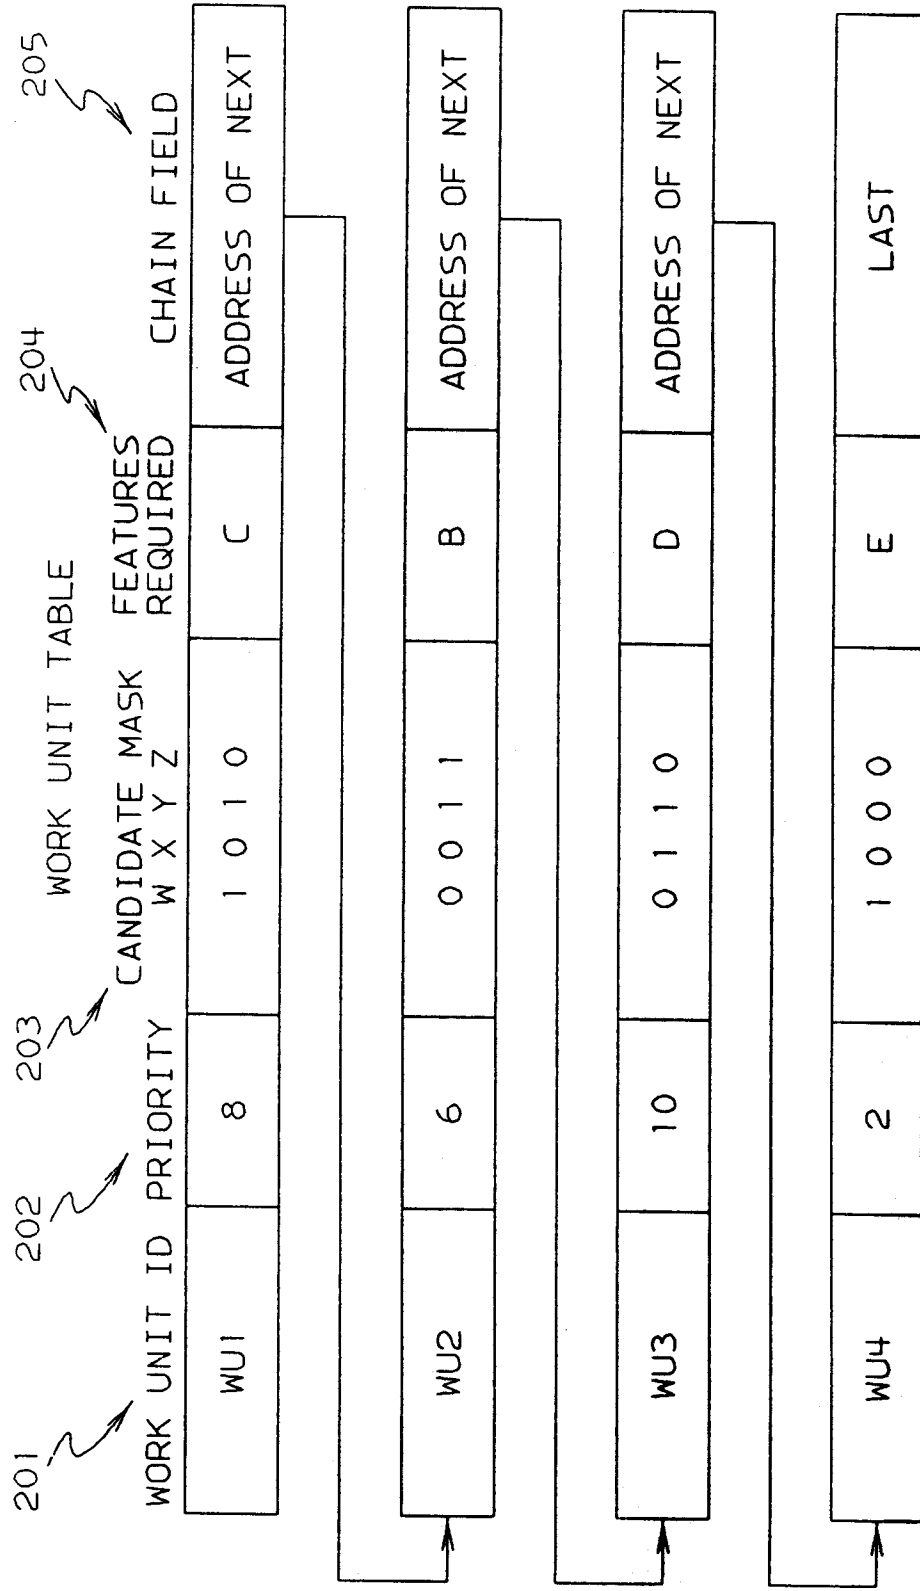 WORK UNIT TABLE
201 202 203 204 205
WORK UNIT ID PRIORITY CANDIDATE MASK FEATURES REQUIRED CHAIN FIELD
W X Y Z
WU1 8 1 0 1 0 C ADDRESS OF NEXT
WU2 6 0 0 1 1 B ADDRESS OF NEXT
WU3 10 0 1 1 0 D ADDRESS OF NEXT
WU4 2 1 0 0 0 E LAST